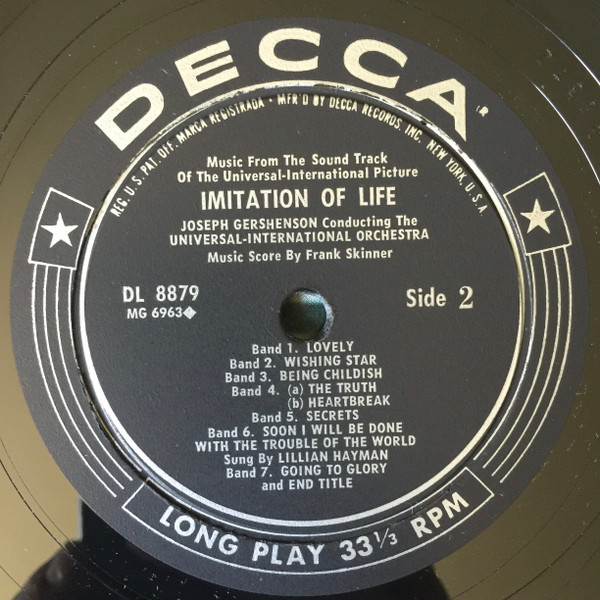 DECCA®
REG. U.S. PAT. OFF. MARCA REGISTRADA • MFR'D BY DECCA RECORDS, INC., NEW YORK, U.S.A.
Music From The Sound Track
Of The Universal-International Picture
IMITATION OF LIFE
JOSEPH GERSHENSON Conducting The
UNIVERSAL-INTERNATIONAL ORCHESTRA
Music Score By Frank Skinner
DL 8879
MG 6963◆
Side 2
Band 1. LOVELY
Band 2. WISHING STAR
Band 3. BEING CHILDISH
Band 4. (a) THE TRUTH
(b) HEARTBREAK
Band 5. SECRETS
Band 6. SOON I WILL BE DONE
WITH THE TROUBLE OF THE WORLD
Sung By LILLIAN HAYMAN
Band 7. GOING TO GLORY
and END TITLE
LONG PLAY 33⅓ RPM